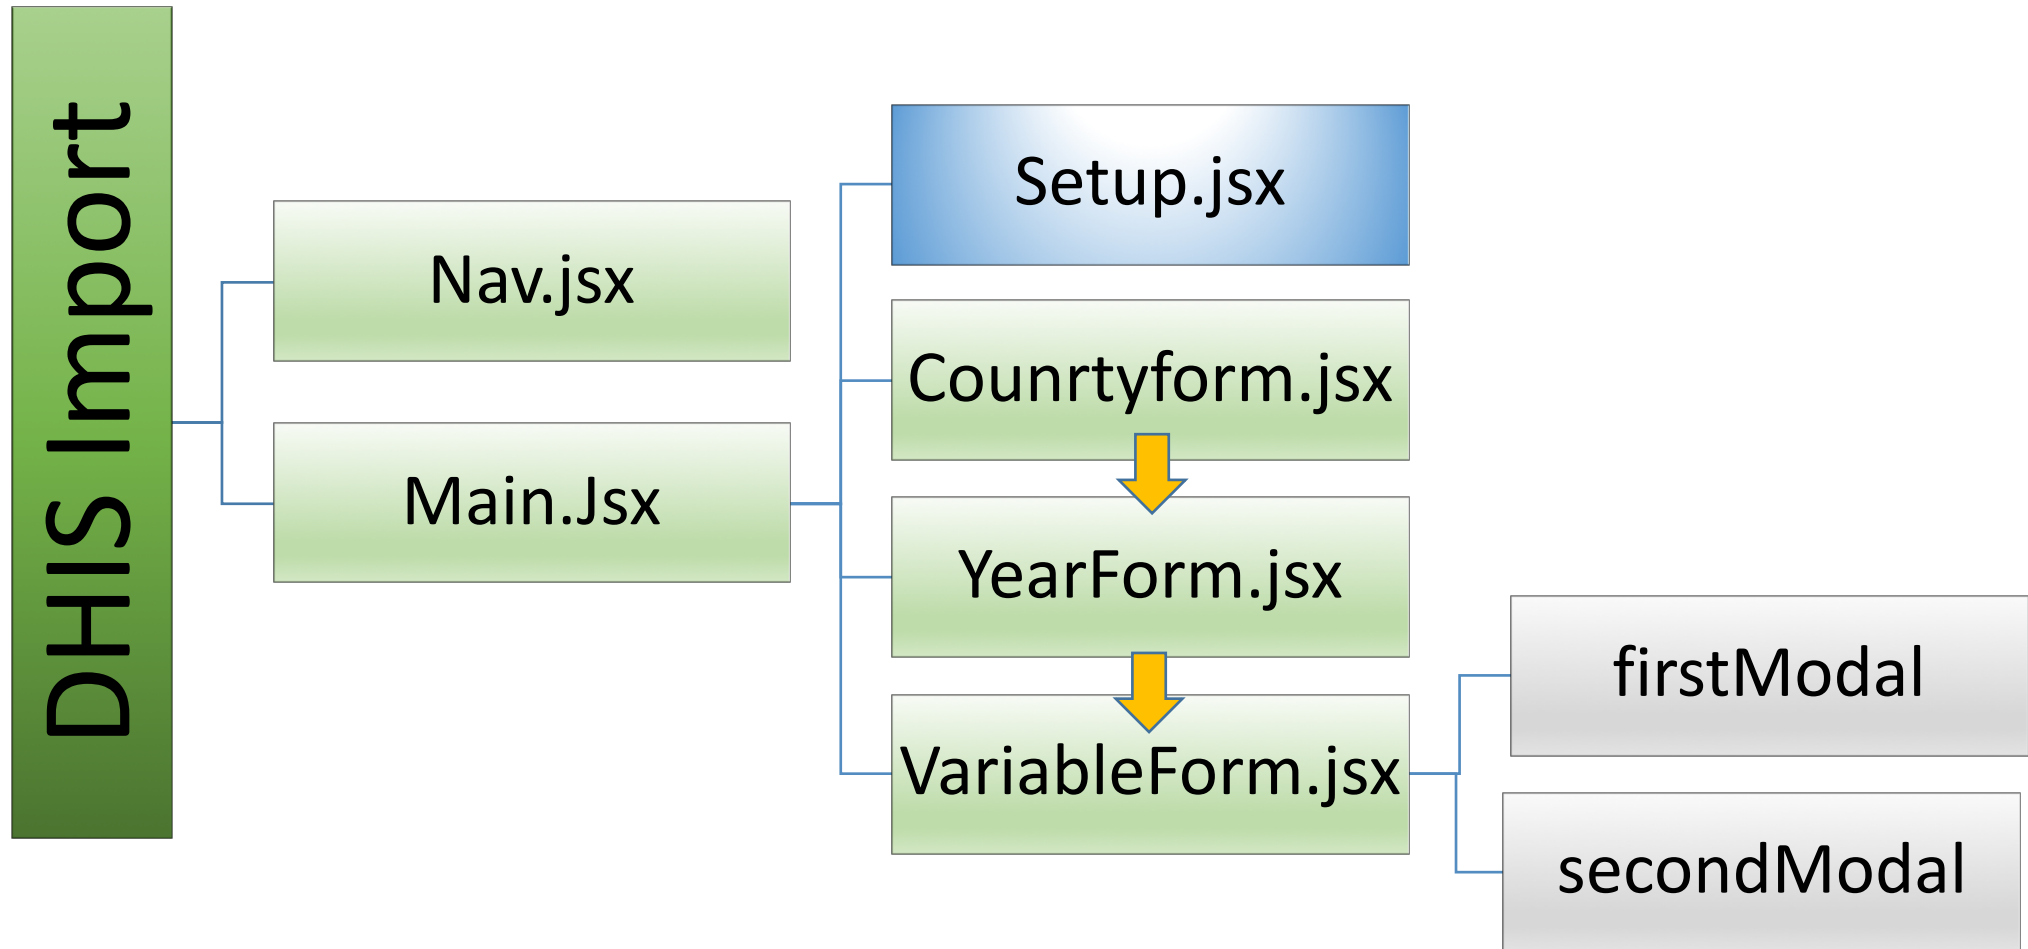 DHIS Import
Nav.jsx
Main.Jsx
Setup.jsx
Counrtyform.jsx
YearForm.jsx
VariableForm.jsx
firstModal
secondModal